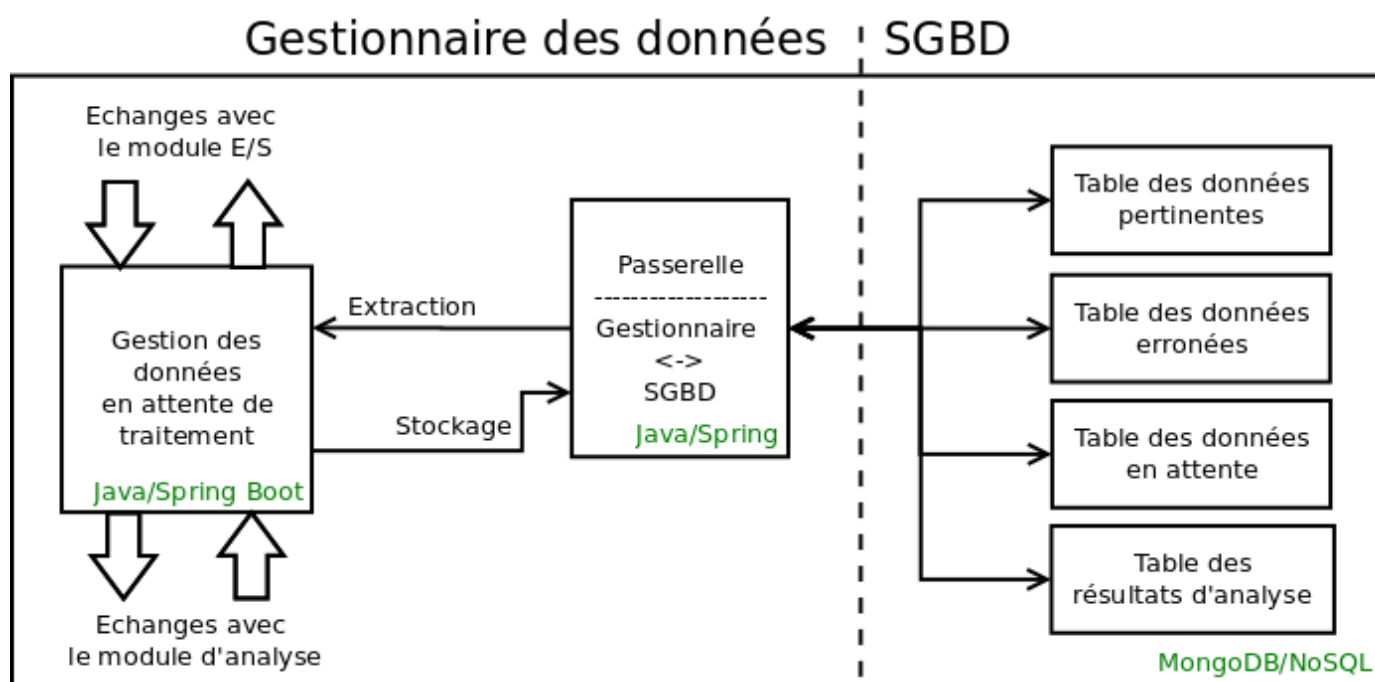 Gestionnaire des données
SGBD
Echanges avec
le module E/S
Gestion des
données
en attente de
traitement
Java/Spring Boot
Echanges avec
le module d'analyse
Extraction
Stockage
Passerelle
-------------------
Gestionnaire
<->
SGBD
Java/Spring
Table des données
pertinentes
Table des données
erronées
Table des données
en attente
Table des
résultats d'analyse
MongoDB/NoSQL